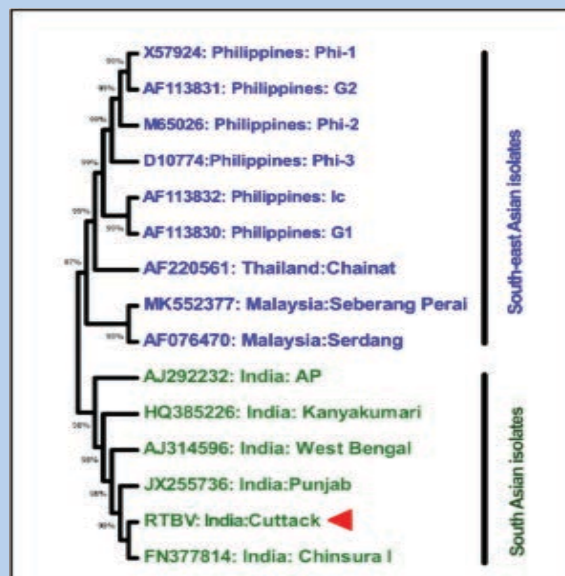 X57924: Philippines: Phi-1
AF113831: Philippines: G2
M65026: Philippines: Phi-2
D10774:Philippines: Phi-3
AF113832: Philippines: Ic
AF113830: Philippines: G1
AF220561: Thailand:Chainat
MK552377: Malaysia:Seberang Perai
AF076470: Malaysia:Serdang
South-east Asian isolates
AJ292232: India: AP
HQ385226: India: Kanyakumari
AJ314596: India: West Bengal
JX255736: India:Punjab
RTBV: India:Cuttack
FN377814: India: Chinsura I
South Asian isolates